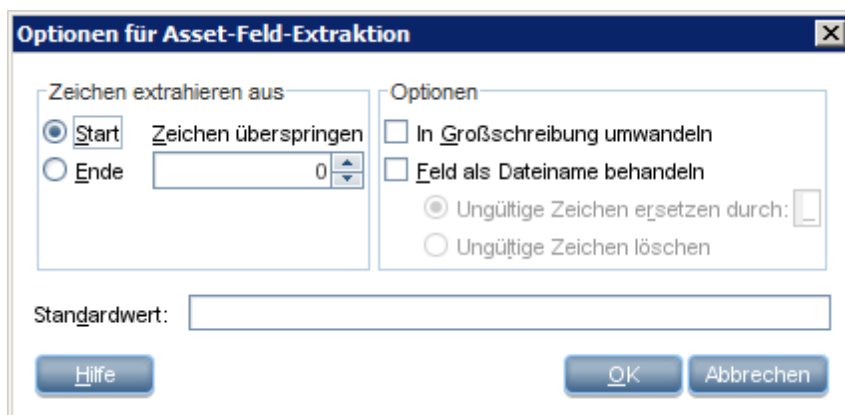 Optionen für Asset-Feld-Extraktion
Zeichen extrahieren aus
Start Zeichen überspringen
Ende 0
Optionen
In Großschreibung umwandeln
Feld als Dateiname behandeln
Ungültige Zeichen ersetzen durch: _
Ungültige Zeichen löschen
Standardwert:
Hilfe OK Abbrechen